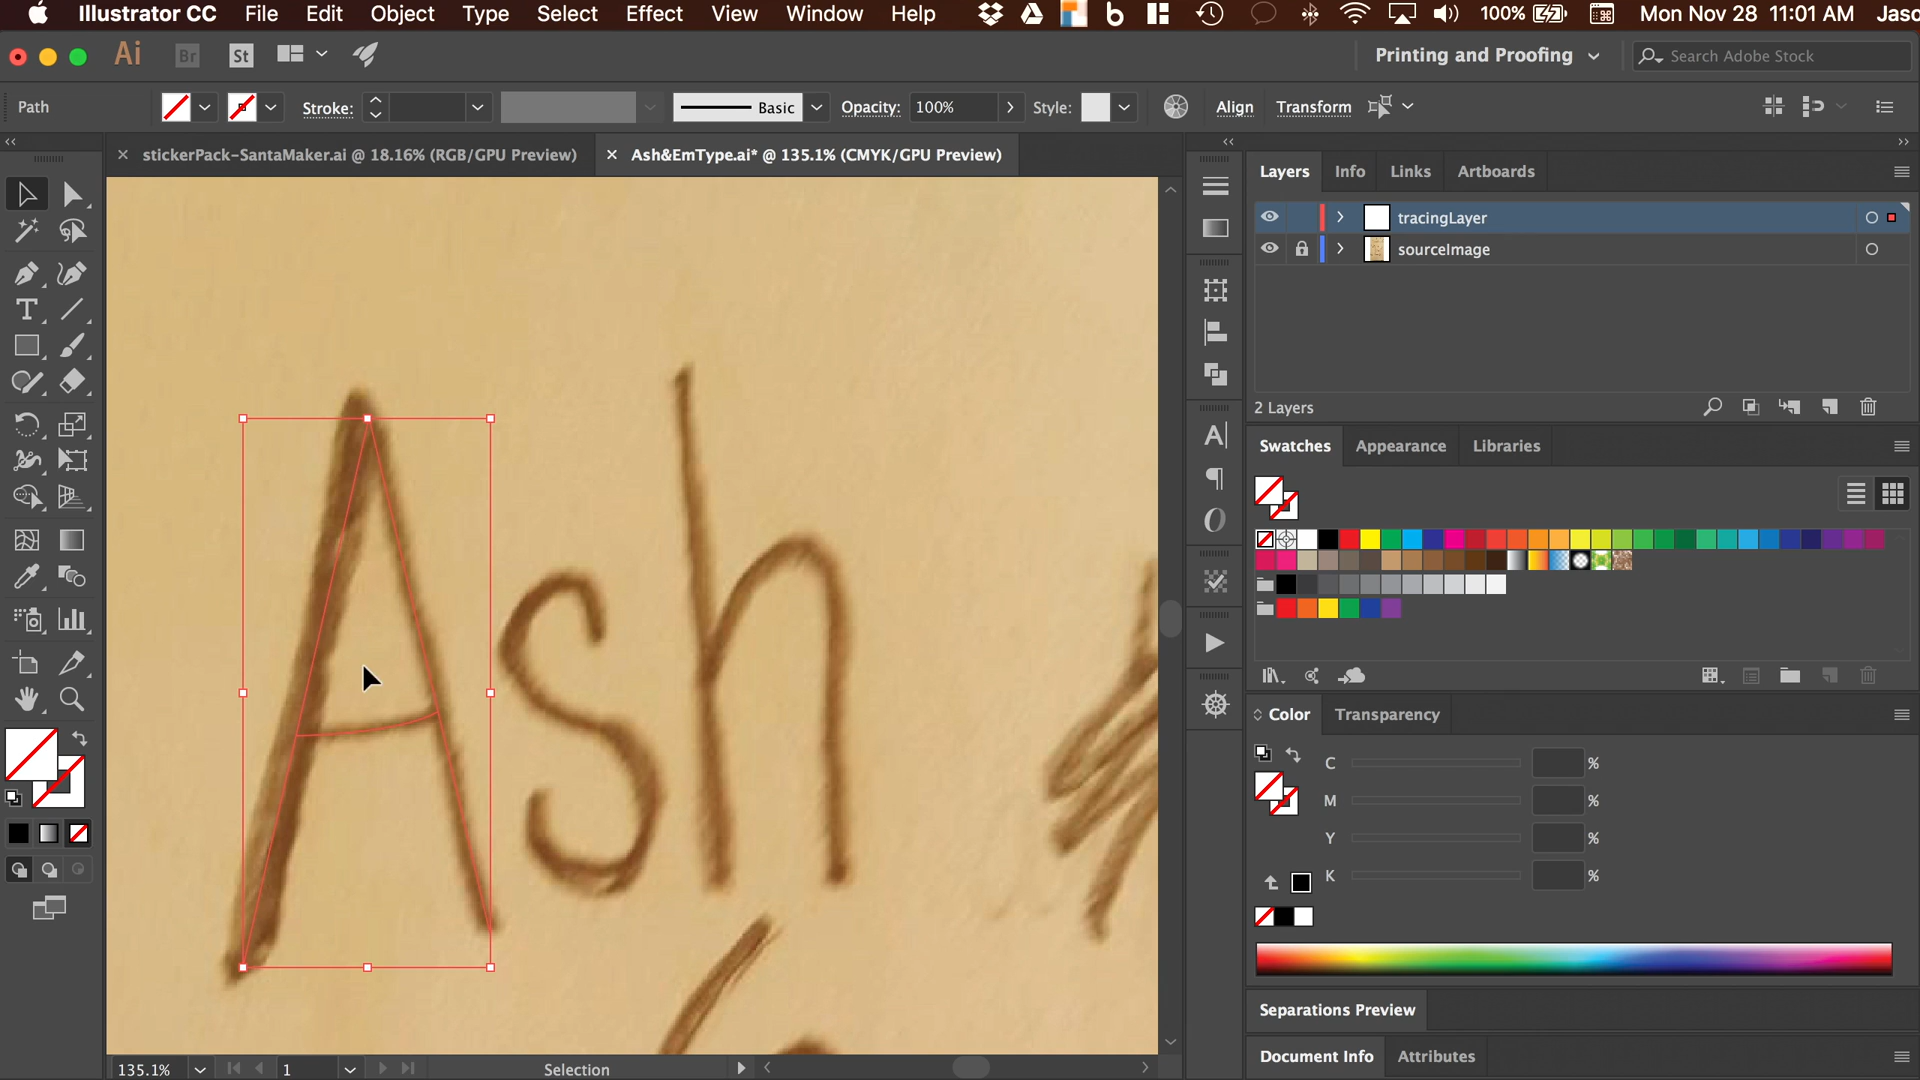 Illustrator CC File Edit Object Type Select Effect View Window Help 100% Mon Nov 28 11:01 AM Jaso
Ai Br St Printing and Proofing Search Adobe Stock
Path Stroke: Basic Opacity: 100% Style: Align Transform
stickerPack-SantaMaker.ai @ 18.16% (RGB/GPU Preview) Ash&EmType.ai* @ 135.1% (CMYK/GPU Preview)
Layers Info Links Artboards
tracingLayer
sourceImage
2 Layers
Swatches Appearance Libraries
Ash
Color Transparency
C %
M %
Y %
K %
Separations Preview
Document Info Attributes
135.1% 1 Selection